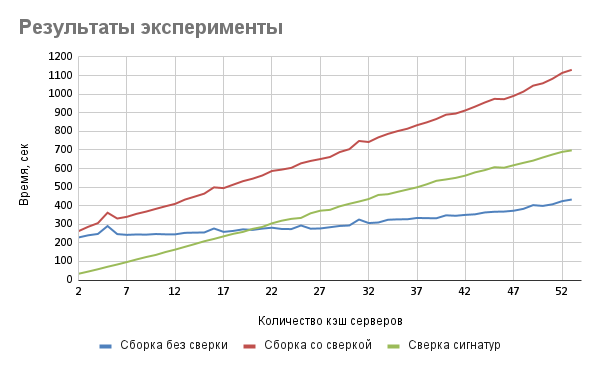 Результаты эксперименты
1200
1100
1000
900
800
700
600
500
400
300
200
100
0
Время, сек
2 7 12 17 22 27 32 37 42 47 52
Количество кэш серверов
Сборка без сверки Сборка со сверкой Сверка сигнатур